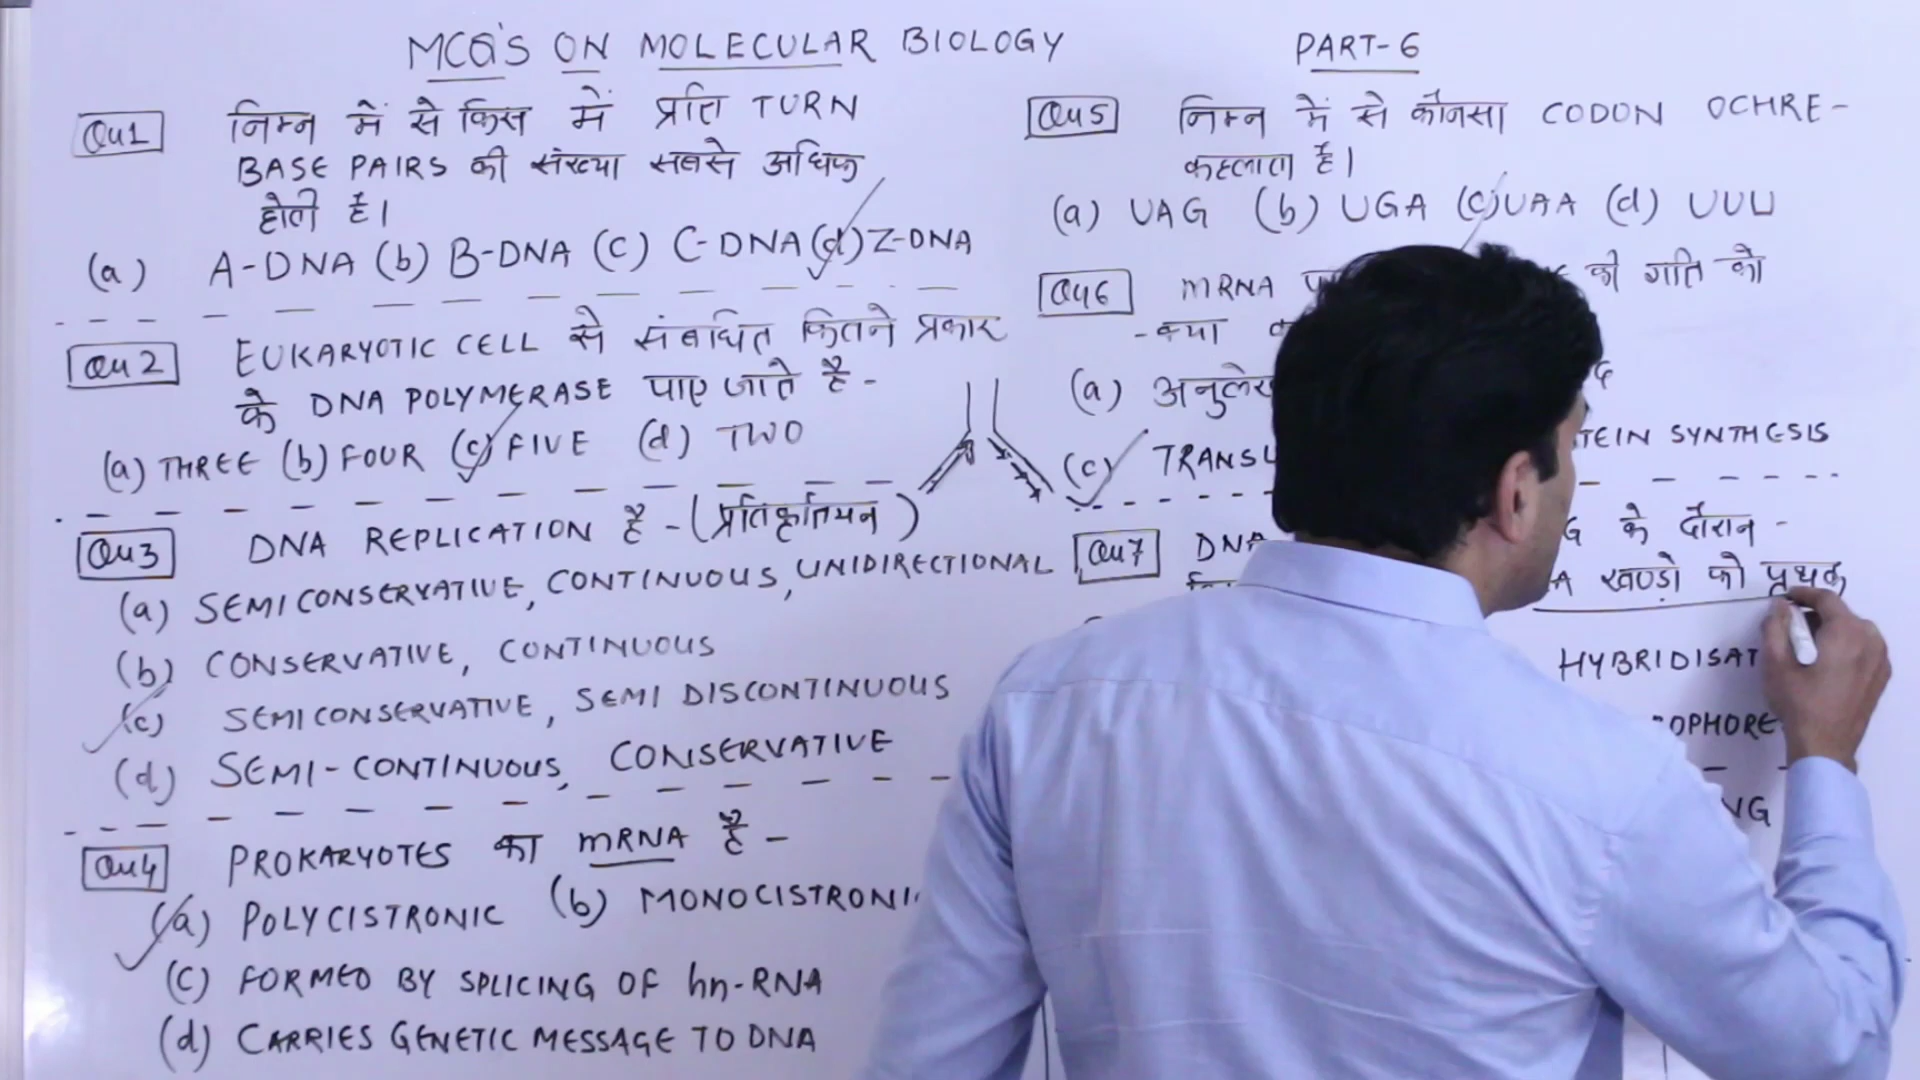 MCQ'S ON MOLECULAR BIOLOGY
PART-6
Qu1 निम्न में से किस में प्रति TURN
BASE PAIRS की संख्या सबसे अधिक
होती है।
(a) A-DNA (b) B-DNA (c) C-DNA (d) Z-DNA
Qu2 EUKARYOTIC CELL से संबधित कितने प्रकार
के DNA POLYMERASE पाए जाते है-
(a) THREE (b) FOUR (c) FIVE (d) TWO
Qu3 DNA REPLICATION है-(प्रतिकृतियन)
(a) SEMICONSERVATIVE, CONTINUOUS, UNIDIRECTIONAL
(b) CONSERVATIVE, CONTINUOUS
(c) SEMICONSERVATIVE, SEMI DISCONTINUOUS
(d) SEMI-CONTINUOUS, CONSERVATIVE
Qu4 PROKARYOTES का mRNA है-
(a) POLYCISTRONIC (b) MONOCISTRONI
(c) FORMED BY SPLICING OF hn-RNA
(d) CARRIES GENETIC MESSAGE TO DNA
Qu5 निम्न में से कौनसा CODON OCHRE-
कहलाता है।
(a) UAG (b) UGA (c) UAA (d) UUU
Qu6 MRNA की गति को
-क्या
(a)
(c) TRANSL TEIN SYNTHESIS
Qu7 DNA G के दौरान-
A खण्डो को पृथक
HYBRIDISAT
OPHORE
NG